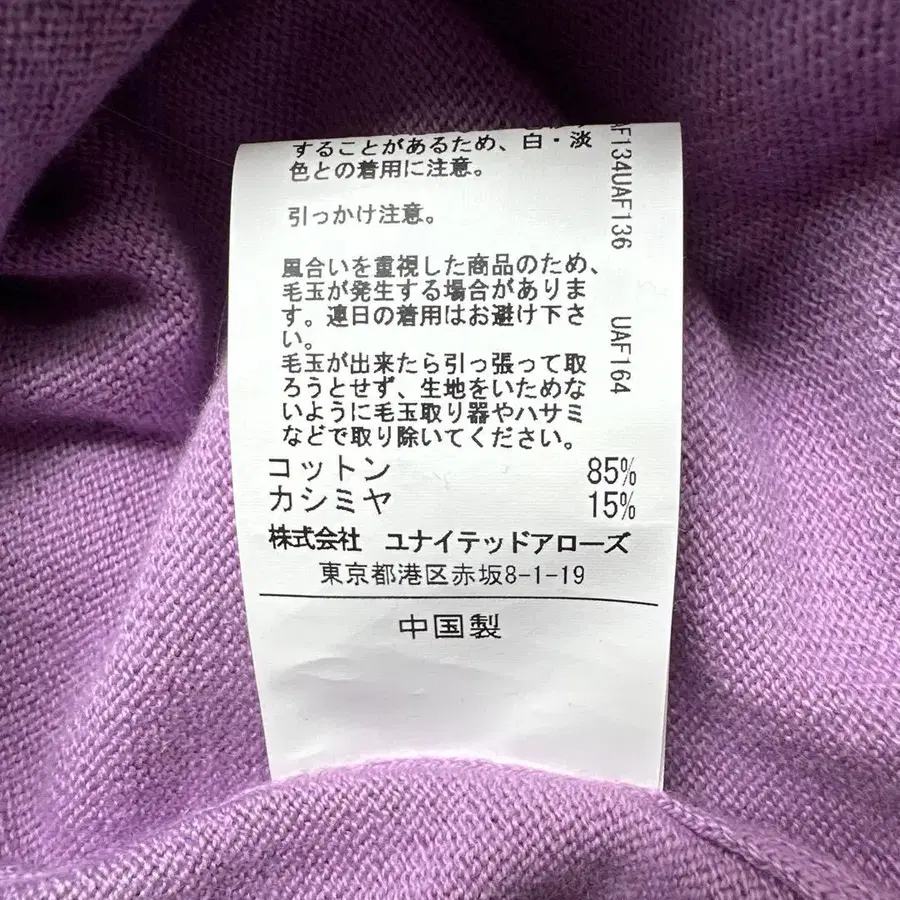 することがあるため、白・淡
色との着用に注意。
引っかけ注意。
風合いを重視した商品のため、
毛玉が発生する場合がありま
す。連日の着用はお避け下さ
い。
毛玉が出来たら引っ張って取
ろうとせず、生地をいためな
いように毛玉取り器やハサミ
などで取り除いてください。
コットン 85%
カシミヤ 15%
株式会社 ユナイテッドアローズ
東京都港区赤坂8-1-19
中国製
AF134UAF136 UAF164